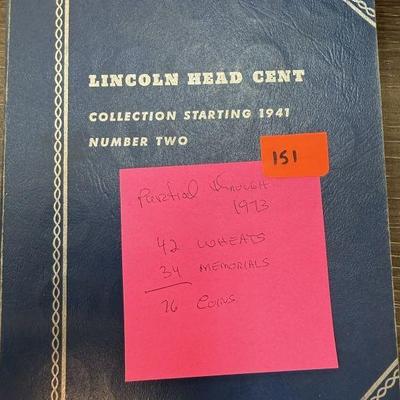 LINCOLN HEAD CENT
COLLECTION STARTING 1941
NUMBER TWO
151
Partial through
1973
42 WHEATS
34 MEMORIALS
76 COINS